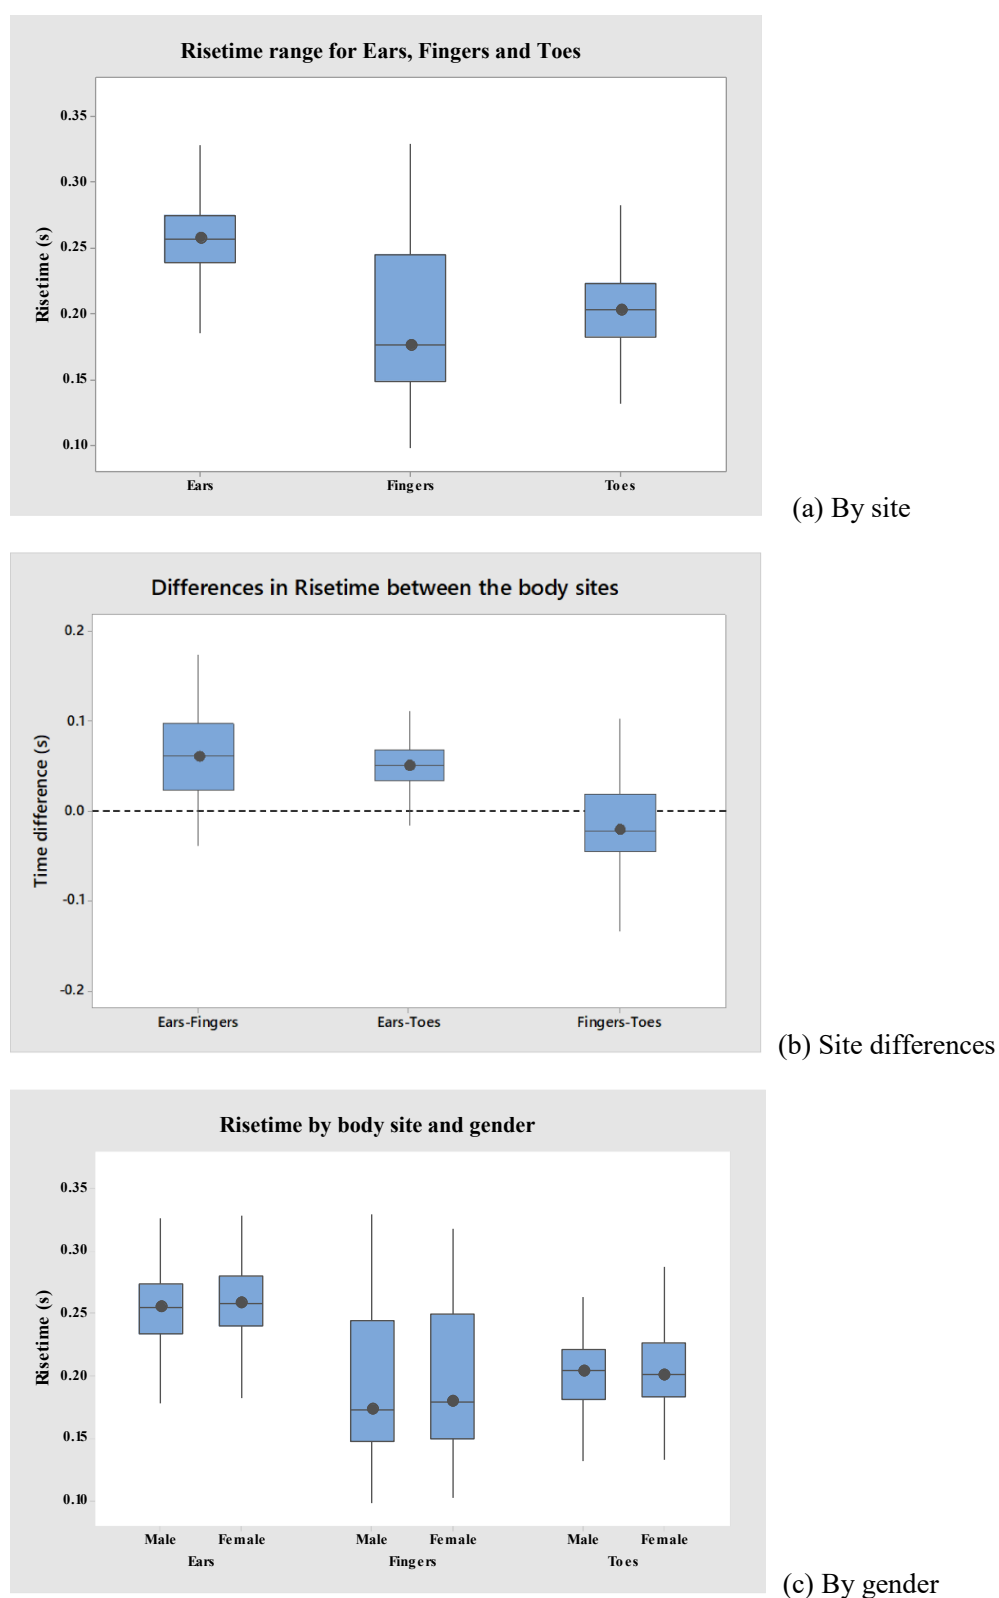 Risetime range for Ears, Fingers and Toes
Risetime (s)
0.35
0.30
0.25
0.20
0.15
0.10
Ears Fingers Toes
(a) By site
Differences in Risetime between the body sites
Time difference (s)
0.2
0.1
0.0
-0.1
-0.2
Ears-Fingers Ears-Toes Fingers-Toes
(b) Site differences
Risetime by body site and gender
Risetime (s)
0.35
0.30
0.25
0.20
0.15
0.10
Male Female Male Female Male Female
Ears Fingers Toes
(c) By gender